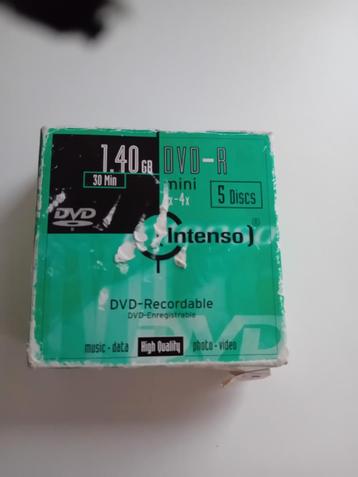 1.40 GB DVD-R
30 Min
mini
x-4x
5 Discs
DVD
Intenso)®
DVD-Recordable
DVD-Enregistrable
DVD
music - data High Quality photo - video